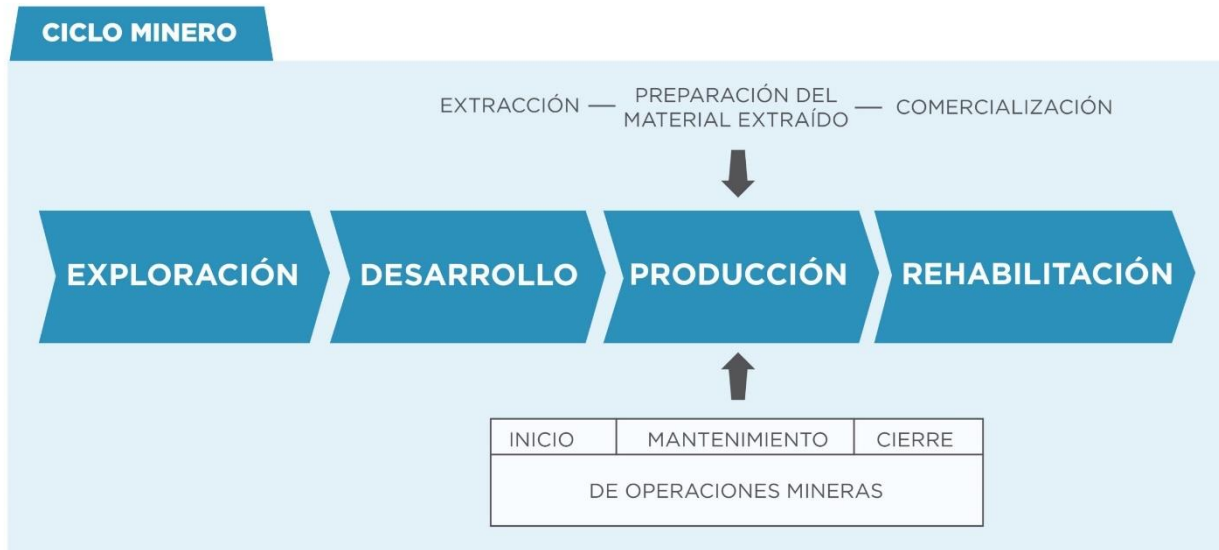 CICLO MINERO
EXTRACCIÓN — PREPARACIÓN DEL MATERIAL EXTRAÍDO — COMERCIALIZACIÓN
EXPLORACIÓN
DESARROLLO
PRODUCCIÓN
REHABILITACIÓN
INICIO
MANTENIMIENTO
CIERRE
DE OPERACIONES MINERAS